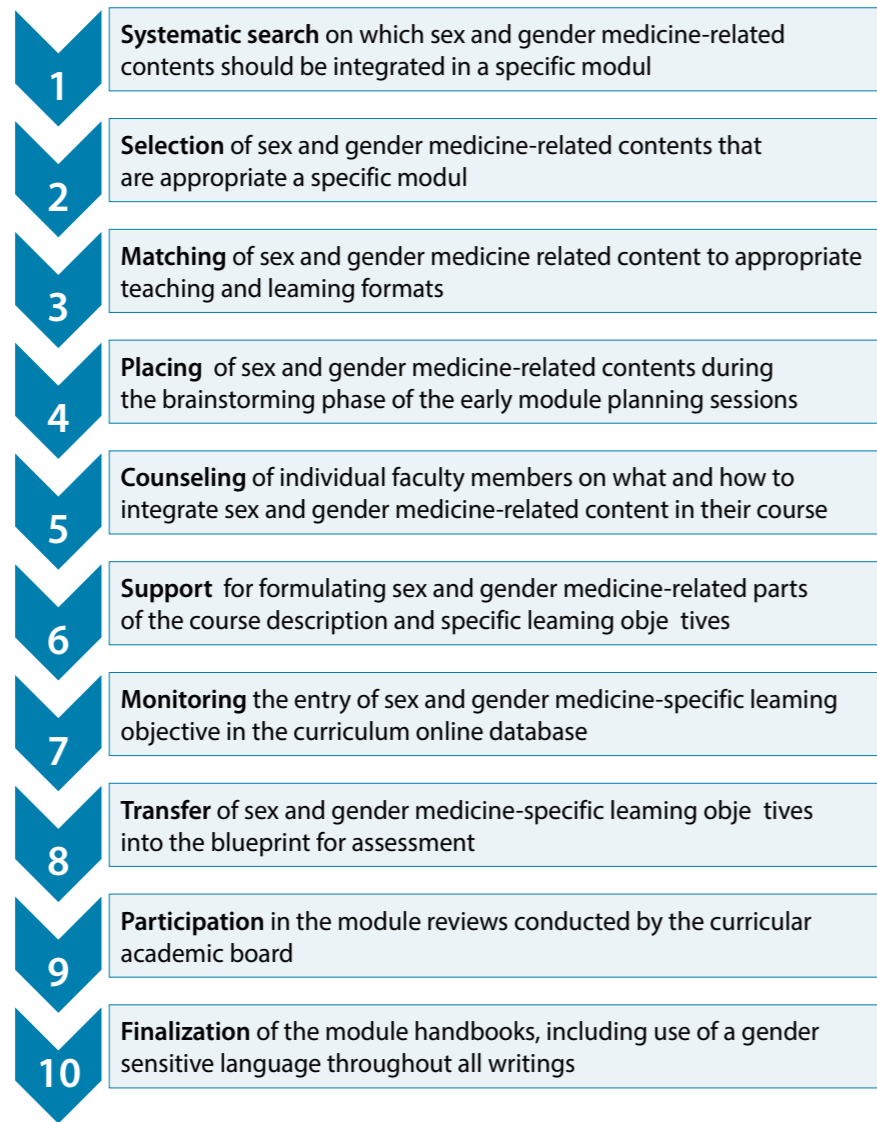 1
Systematic search on which sex and gender medicine-related
contents should be integrated in a specific modul
2
Selection of sex and gender medicine-related contents that
are appropriate a specific modul
3
Matching of sex and gender medicine related content to appropriate
teaching and leaming formats
4
Placing of sex and gender medicine-related contents during
the brainstorming phase of the early module planning sessions
5
Counseling of individual faculty members on what and how to
integrate sex and gender medicine-related content in their course
6
Support for formulating sex and gender medicine-related parts
of the course description and specific leaming obje tives
7
Monitoring the entry of sex and gender medicine-specific leaming
objective in the curriculum online database
8
Transfer of sex and gender medicine-specific leaming obje tives
into the blueprint for assessment
9
Participation in the module reviews conducted by the curricular
academic board
10
Finalization of the module handbooks, including use of a gender
sensitive language throughout all writings